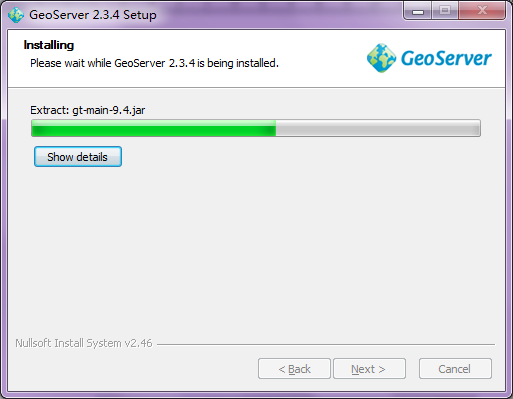 GeoServer 2.3.4 Setup
Installing
Please wait while GeoServer 2.3.4 is being installed.
GeoServer
Extract: gt-main-9.4.jar
Show details
Nullsoft Install System v2.46
< Back
Next >
Cancel